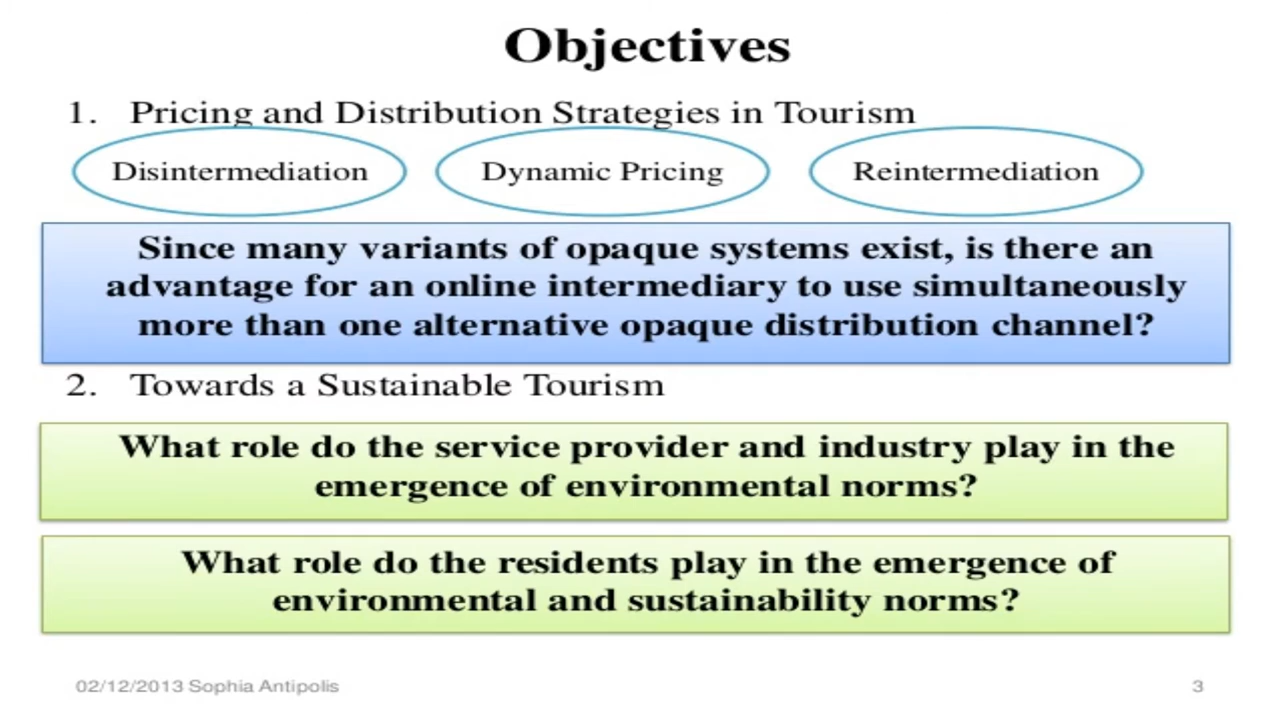 Objectives
1. Pricing and Distribution Strategies in Tourism
Disintermediation Dynamic Pricing Reintermediation
Since many variants of opaque systems exist, is there an
advantage for an online intermediary to use simultaneously
more than one alternative opaque distribution channel?
2. Towards a Sustainable Tourism
What role do the service provider and industry play in the
emergence of environmental norms?
What role do the residents play in the emergence of
environmental and sustainability norms?
02/12/2013 Sophia Antipolis 3